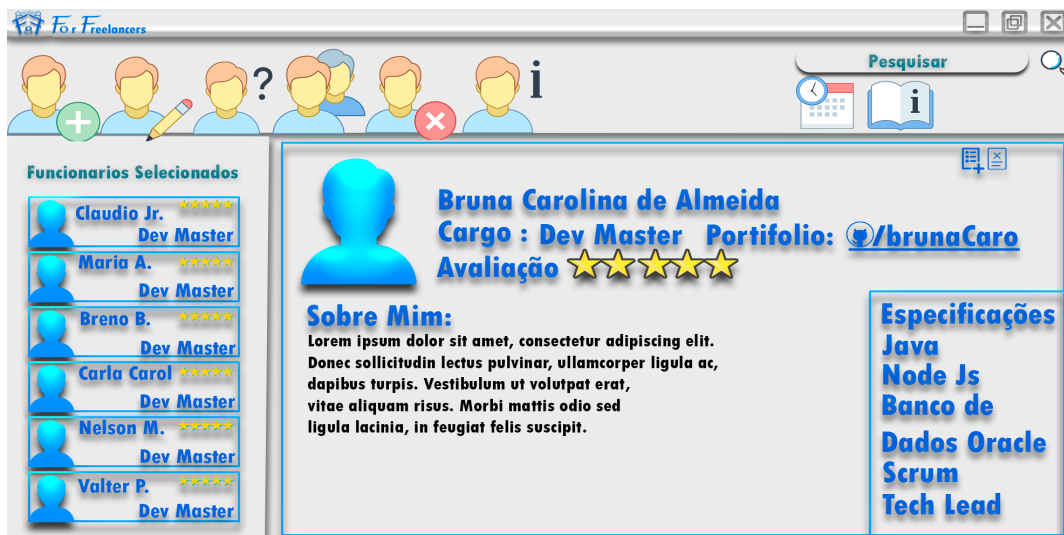 For Freelancers
Pesquisar
Funcionarios Selecionados
Claudio Jr.
Dev Master
Maria A.
Dev Master
Breno B.
Dev Master
Carla Carol
Dev Master
Nelson M.
Dev Master
Valter P.
Dev Master
Bruna Carolina de Almeida
Cargo : Dev Master Portifolio: /brunaCaro
Avaliação
Sobre Mim:
Lorem ipsum dolor sit amet, consectetur adipiscing elit.
Donec sollicitudin lectus pulvinar, ullamcorper ligula ac,
dapibus turpis. Vestibulum ut volutpat erat,
vitae aliquam risus. Morbi mattis odio sed
ligula lacinia, in feugiat felis suscipit.
Especificações
Java
Node Js
Banco de
Dados Oracle
Scrum
Tech Lead